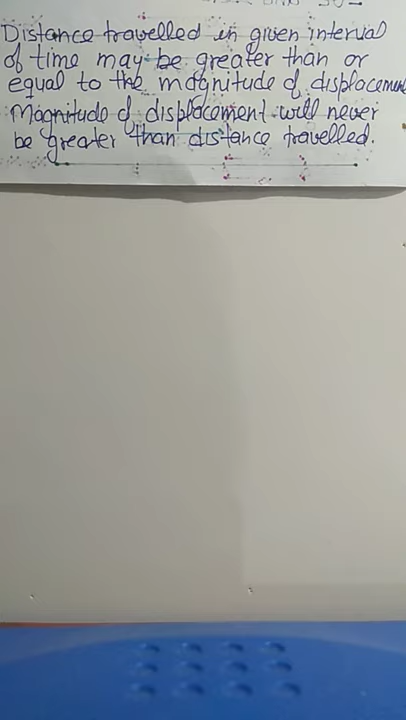 Distance travelled in given interval
of time may be greater than or
equal to the magnitude of displacement
Magnitude of displacement will never
be greater than distance travelled.